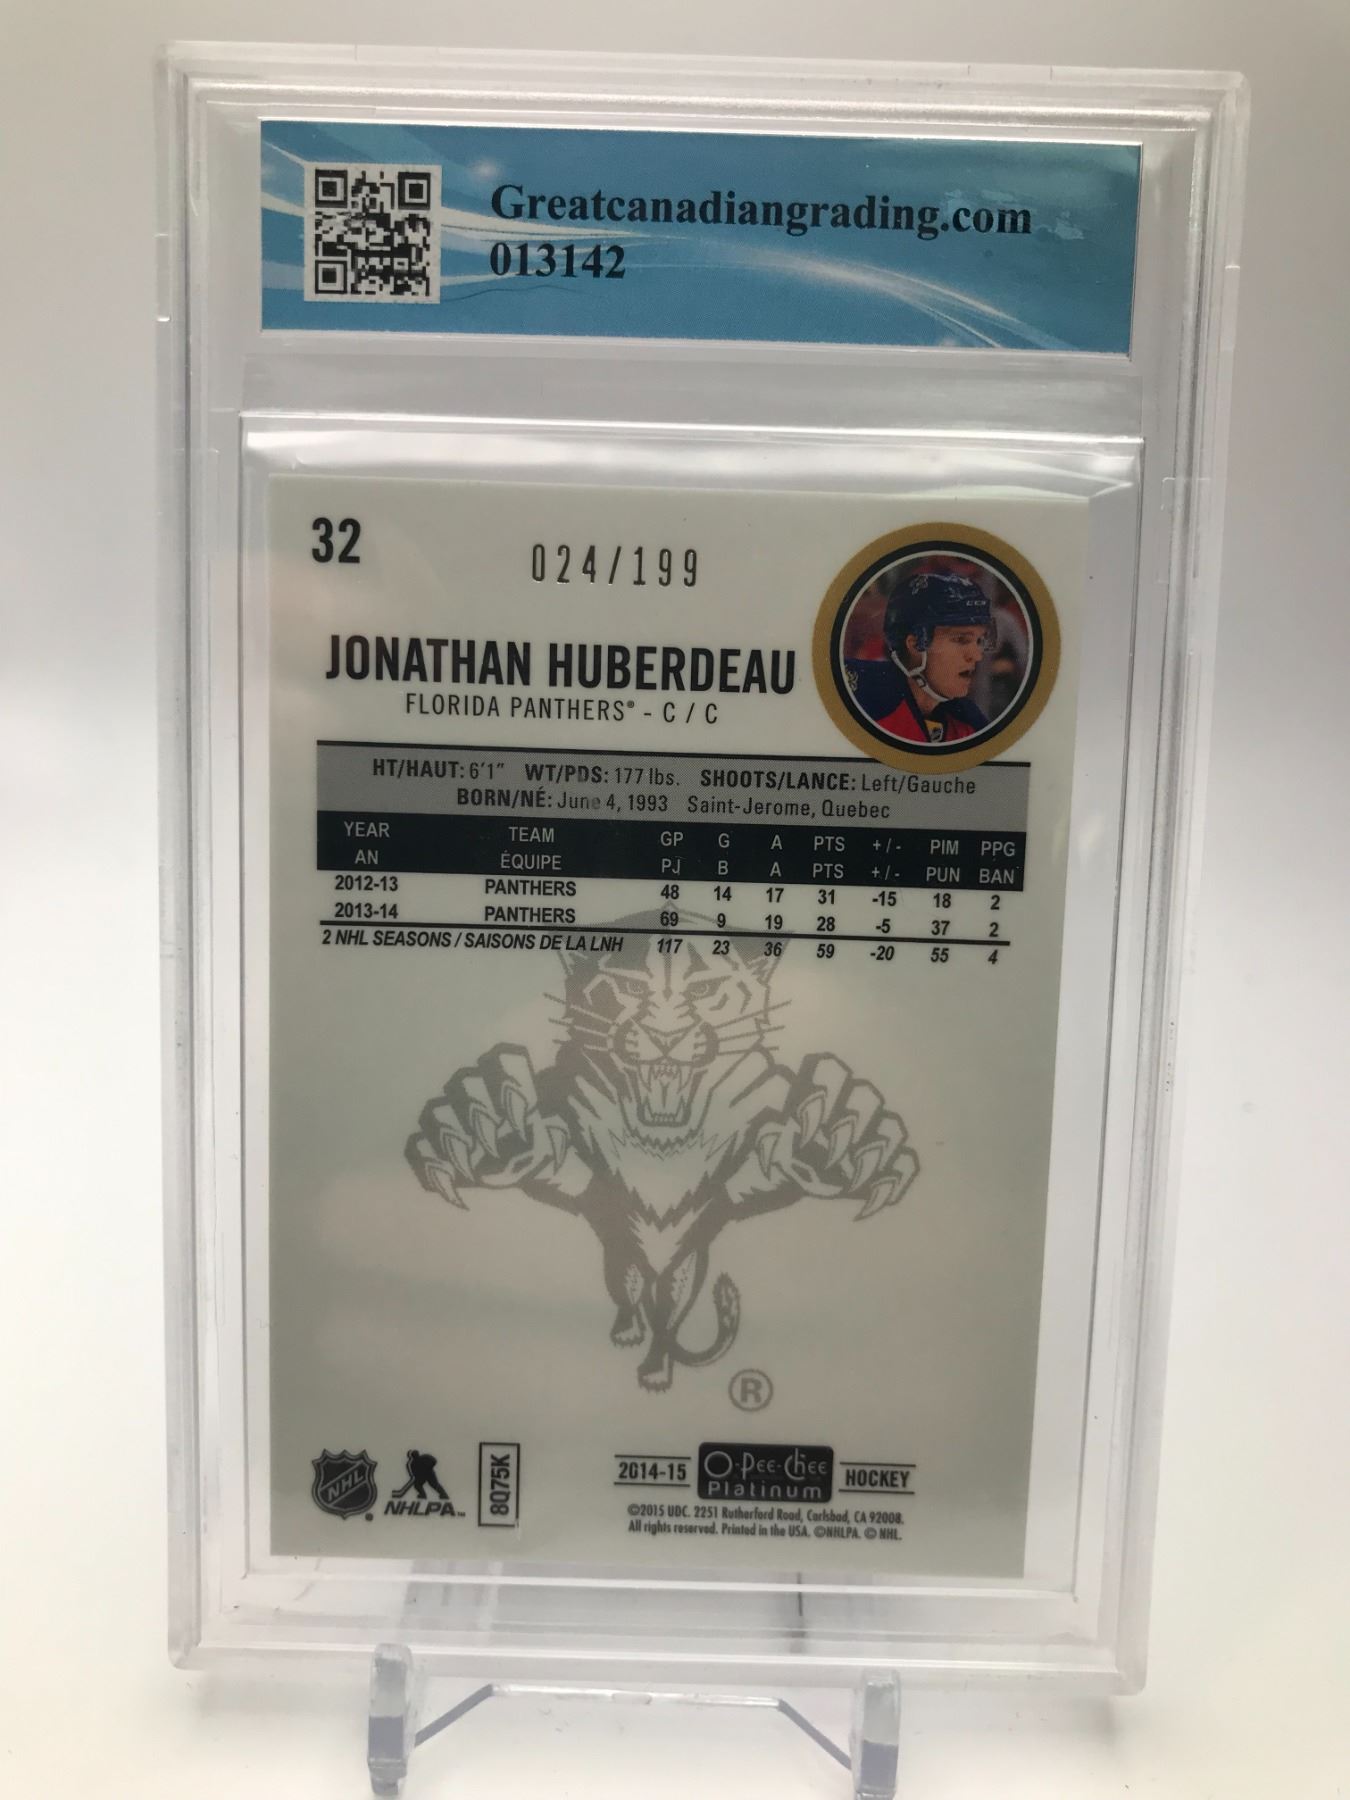 Greatcanadiangrading.com
013142
32
024/199
JONATHAN HUBERDEAU
FLORIDA PANTHERS® - C / C
CCM
HT/HAUT: 6'1" WT/PDS: 177 lbs. SHOOTS/LANCE: Left/Gauche
BORN/NÉ: June 4, 1993 Saint-Jerome, Quebec
YEAR TEAM GP G A PTS +/- PIM PPG
AN ÉQUIPE PJ B A PTS +/- PUN BAN
2012-13 PANTHERS 48 14 17 31 -15 18 2
2013-14 PANTHERS 69 9 19 28 -5 37 2
2 NHL SEASONS / SAISONS DE LA LNH 117 23 36 59 -20 55 4
®
NHL
NHLPA™
8Q75K
2014-15 O-Pee-Chee Platinum HOCKEY
©2015 UDC. 2251 Rutherford Road, Carlsbad, CA 92008.
All rights reserved. Printed in the USA. ©NHLPA. © NHL.